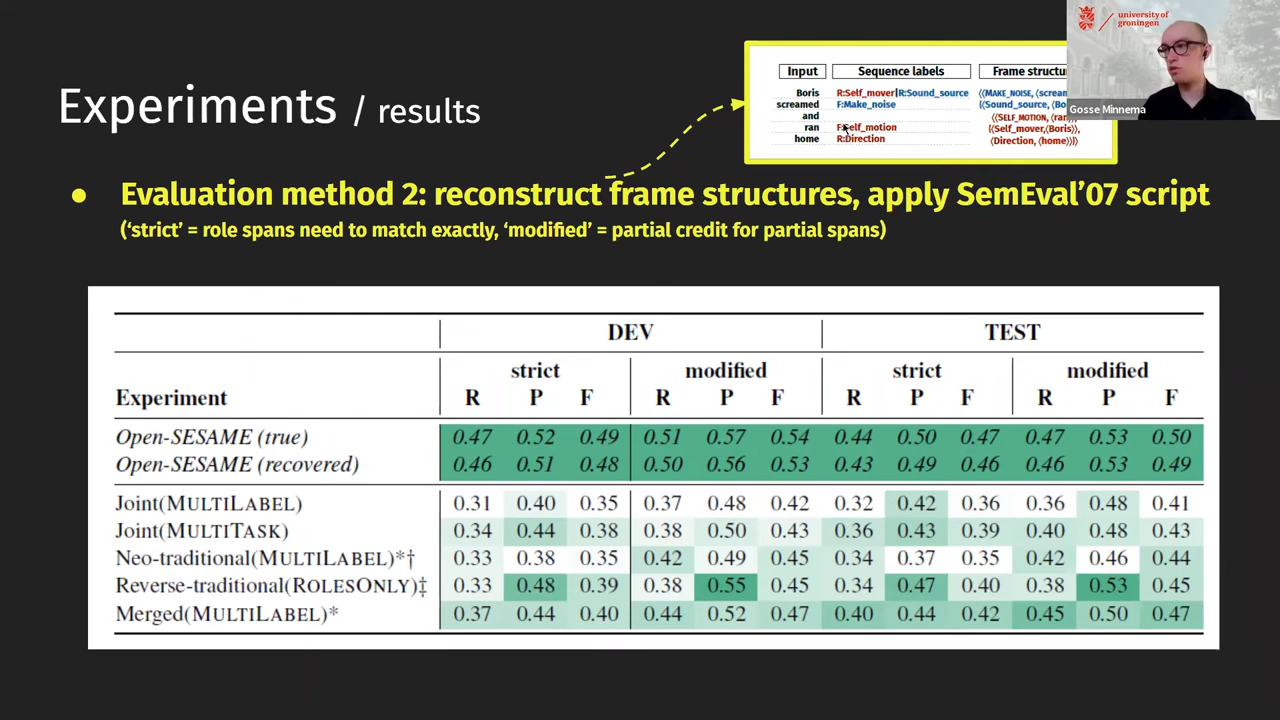 university of
groningen
Gosse Minnema
Experiments / results
Input Sequence labels Frame structu
Boris R:Self_mover|R:Sound_source
screamed F:Make_noise
and
ran F:Self_motion
home R:Direction
{Self_mover,⟨Boris⟩⟩,
⟨Direction, ⟨home⟩⟩}⟩
• Evaluation method 2: reconstruct frame structures, apply SemEval’07 script
(‘strict’ = role spans need to match exactly, ‘modified’ = partial credit for partial spans)
DEV TEST
strict modified strict modified
Experiment R P F R P F R P F R P F
Open-SESAME (true) 0.47 0.52 0.49 0.51 0.57 0.54 0.44 0.50 0.47 0.47 0.53 0.50
Open-SESAME (recovered) 0.46 0.51 0.48 0.50 0.56 0.53 0.43 0.49 0.46 0.46 0.53 0.49
Joint(MULTILABEL) 0.31 0.40 0.35 0.37 0.48 0.42 0.32 0.42 0.36 0.36 0.48 0.41
Joint(MULTITASK) 0.34 0.44 0.38 0.38 0.50 0.43 0.36 0.43 0.39 0.40 0.48 0.43
Neo-traditional(MULTILABEL)*† 0.33 0.38 0.35 0.42 0.49 0.45 0.34 0.37 0.35 0.42 0.46 0.44
Reverse-traditional(ROLESONLY)‡ 0.33 0.48 0.39 0.38 0.55 0.45 0.34 0.47 0.40 0.38 0.53 0.45
Merged(MULTILABEL)* 0.37 0.44 0.40 0.44 0.52 0.47 0.40 0.44 0.42 0.45 0.50 0.47